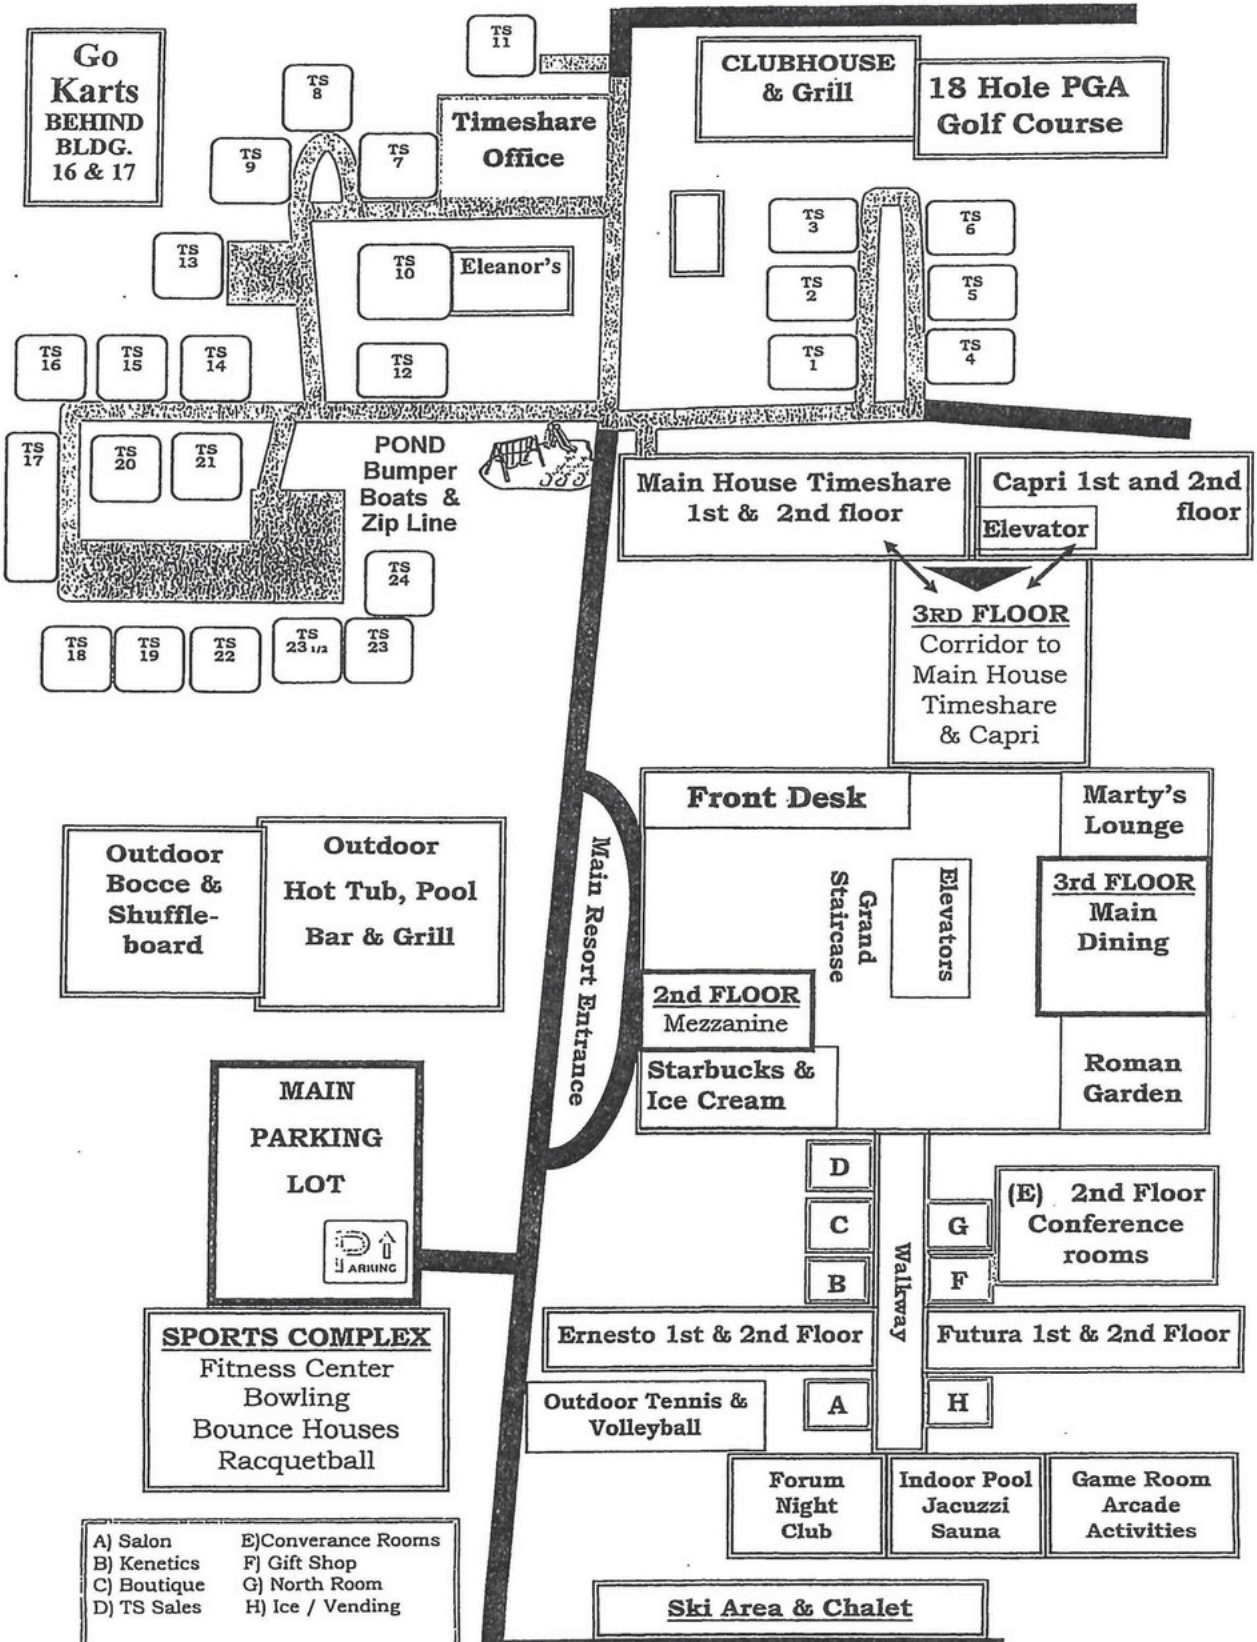 Go
Karts
BEHIND
BLDG.
16 & 17
TS
11
TS
8
TS
9
TS
7
Timeshare
Office
CLUBHOUSE
& Grill
18 Hole PGA
Golf Course
TS
3
TS
6
TS
2
TS
5
TS
1
TS
4
TS
13
TS
10
Eleanor's
TS
12
TS
16
TS
15
TS
14
TS
17
TS
20
TS
21
POND
Bumper
Boats &
Zip Line
TS
24
TS
18
TS
19
TS
22
TS
23 1/2
TS
23
Main House Timeshare
1st & 2nd floor
Capri 1st and 2nd
floor
Elevator
3RD FLOOR
Corridor to
Main House
Timeshare
& Capri
Front Desk
Marty's
Lounge
Outdoor
Bocce &
Shuffle-
board
Outdoor
Hot Tub, Pool
Bar & Grill
Main Resort Entrance
Grand
Staircase
Elevators
3rd FLOOR
Main
Dining
2nd FLOOR
Mezzanine
Starbucks &
Ice Cream
Roman
Garden
MAIN
PARKING
LOT
PARKING
D
C
B
Walkway
G
F
(E) 2nd Floor
Conference
rooms
Ernesto 1st & 2nd Floor
Futura 1st & 2nd Floor
SPORTS COMPLEX
Fitness Center
Bowling
Bounce Houses
Racquetball
Outdoor Tennis &
Volleyball
A
H
Forum
Night
Club
Indoor Pool
Jacuzzi
Sauna
Game Room
Arcade
Activities
A) Salon E)Converance Rooms
B) Kenetics F) Gift Shop
C) Boutique G) North Room
D) TS Sales H) Ice / Vending
Ski Area & Chalet